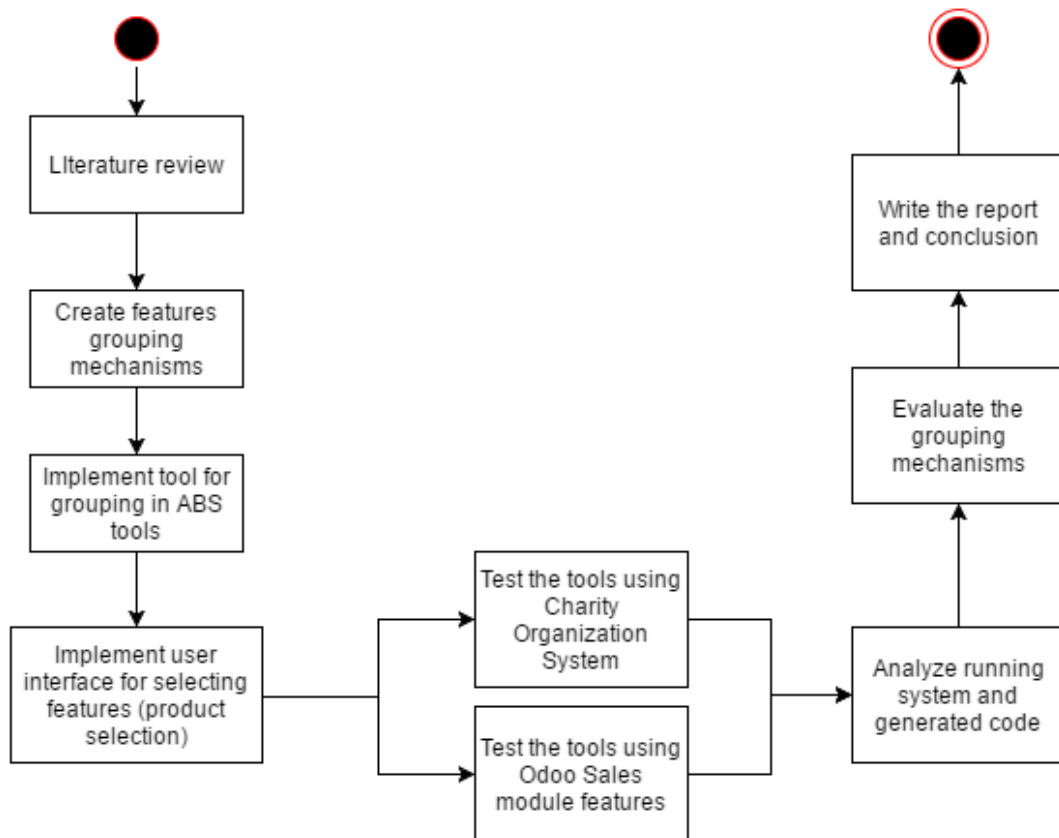 LIterature review
Create features
grouping
mechanisms
Implement tool for
grouping in ABS
tools
Implement user
interface for selecting
features (product
selection)
Test the tools using
Charity
Organization
System
Test the tools using
Odoo Sales
module features
Analyze running
system and
generated code
Evaluate the
grouping
mechanisms
Write the report
and conclusion